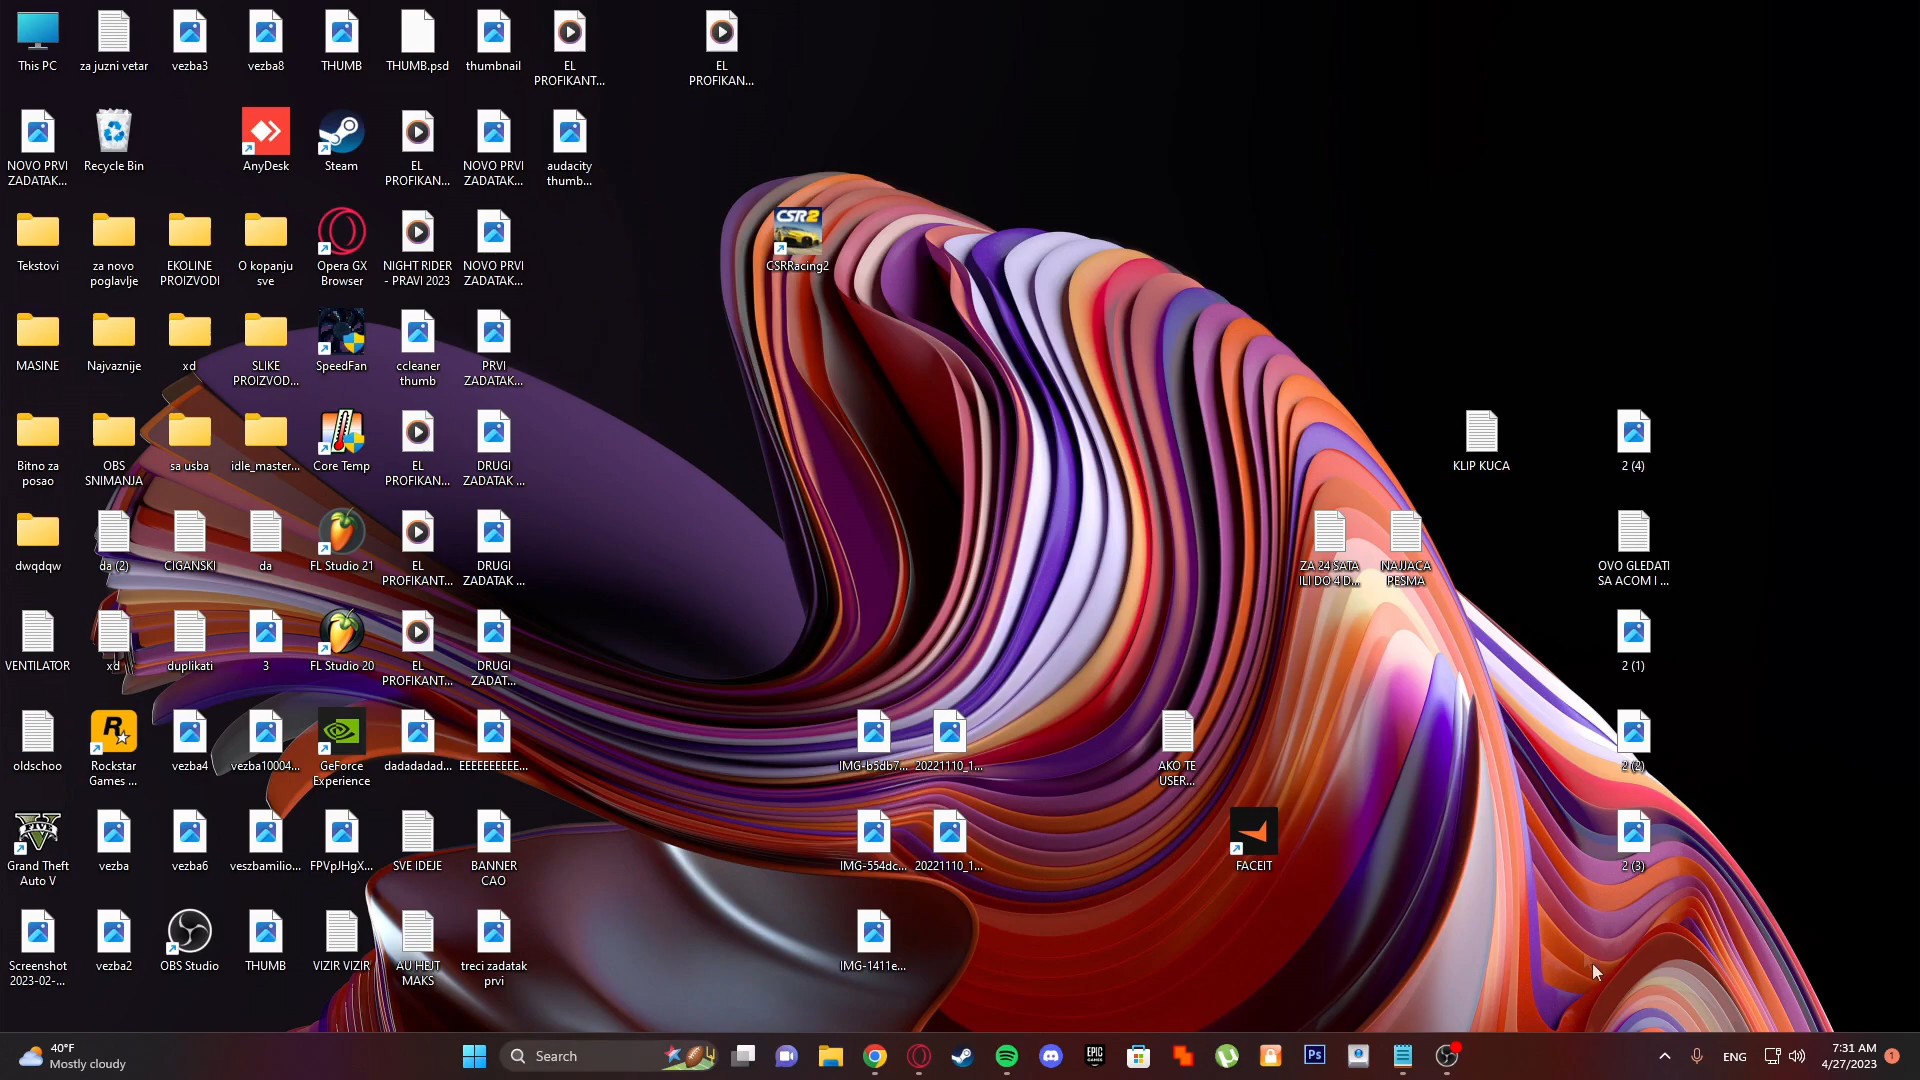 This PC
za juzni vetar
vezba3
vezba8
THUMB
THUMB.psd
thumbnail
EL
PROFIKANT...
EL
PROFIKAN...
NOVO PRVI
ZADATAK...
Recycle Bin
AnyDesk
Steam
EL
PROFIKAN...
NOVO PRVI
ZADATAK...
audacity
thumb...
Tekstovi
za novo
poglavlje
EKOLINE
PROIZVODI
O kopanju
sve
Opera GX
Browser
NIGHT RIDER
- PRAVI 2023
NOVO PRVI
ZADATAK...
CSR2
CSRRacing2
MASINE
Najvaznije
xd
SLIKE
PROIZVOD...
SpeedFan
ccleaner
thumb
PRVI
ZADATAK...
Bitno za
posao
OBS
SNIMANJA
sa usba
idle_master...
Core Temp
EL
PROFIKAN...
DRUGI
ZADATAK ...
KLIP KUCA
2 (4)
dwqdqw
da (2)
CIGANSKI
da
FL Studio 21
EL
PROFIKANT...
DRUGI
ZADATAK ...
ZA 24 SATA
ILI DO 4 D...
NAJJACA
PESMA
OVO GLEDATI
SA ACOM I ...
VENTILATOR
xd
duplikati
3
FL Studio 20
EL
PROFIKANT...
DRUGI
ZADAT...
2 (1)
oldschoo
Rockstar
Games ...
vezba4
vezba10004...
GeForce
Experience
dadadadad...
EEEEEEEEEE...
IMG-b5db7...
20221110_1...
AKO TE
USER...
2 (2)
FIVE
Grand Theft
Auto V
vezba
vezba6
veszbamilio...
FPVpJHgX...
SVE IDEJE
BANNER
CAO
IMG-554dc...
20221110_1...
FACEIT
2 (3)
Screenshot
2023-02-...
vezba2
OBS Studio
THUMB
VIZIR VIZIR
AU HEJT
MAKS
treci zadatak
prvi
IMG-1411e...
40°F
Mostly cloudy
Search
EPIC
GAMES
Ps
ENG
7:31 AM
4/27/2023
1